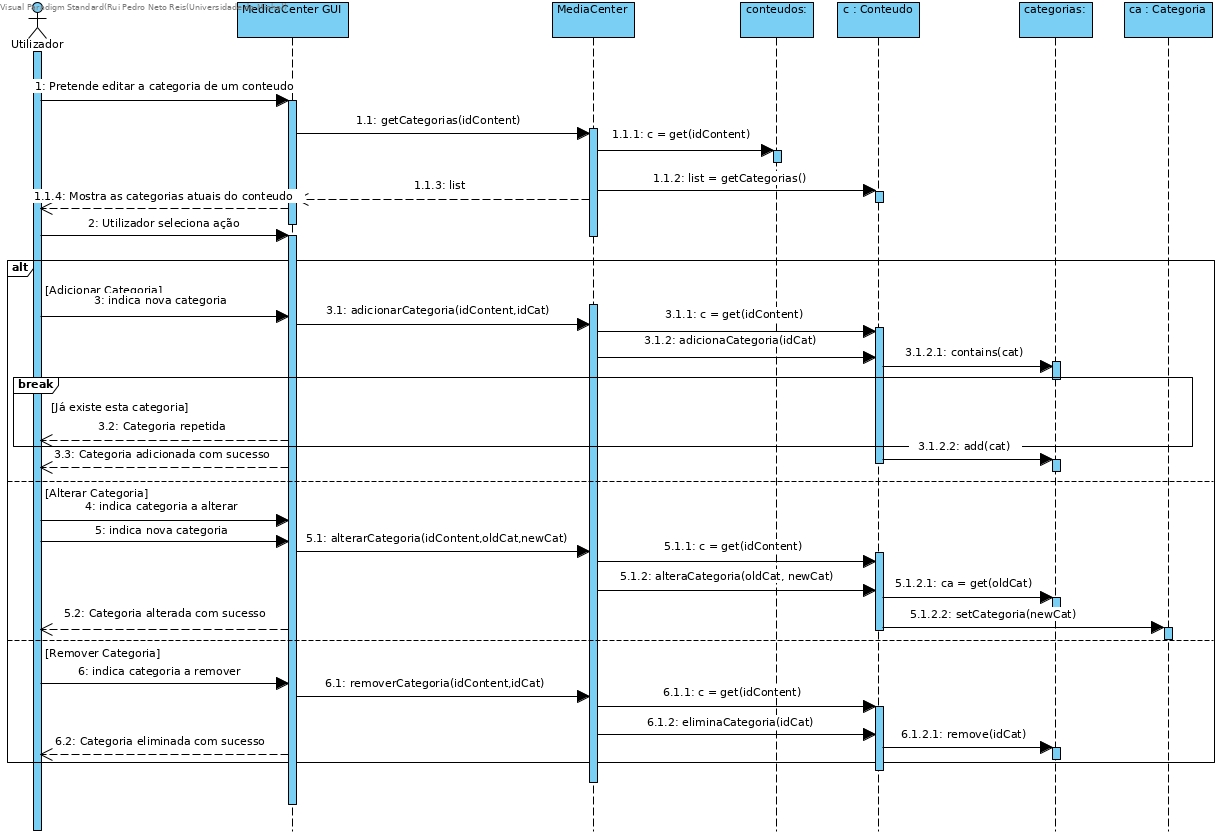 Visual Paradigm Standard(Rui Pedro Neto Reis(Universidade
MedicaCenter GUI
MediaCenter
conteudos:
c : Conteudo
categorias:
ca : Categoria
Utilizador
1: Pretende editar a categoria de um conteudo
1.1: getCategorias(idContent)
1.1.1: c = get(idContent)
1.1.2: list = getCategorias()
1.1.3: list
1.1.4: Mostra as categorias atuais do conteudo
2: Utilizador seleciona ação
alt
[Adicionar Categoria]
3: indica nova categoria
3.1: adicionarCategoria(idContent,idCat)
3.1.1: c = get(idContent)
3.1.2: adicionaCategoria(idCat)
3.1.2.1: contains(cat)
break
[Já existe esta categoria]
3.2: Categoria repetida
3.1.2.2: add(cat)
3.3: Categoria adicionada com sucesso
[Alterar Categoria]
4: indica categoria a alterar
5: indica nova categoria
5.1: alterarCategoria(idContent,oldCat,newCat)
5.1.1: c = get(idContent)
5.1.2: alteraCategoria(oldCat, newCat)
5.1.2.1: ca = get(oldCat)
5.1.2.2: setCategoria(newCat)
5.2: Categoria alterada com sucesso
[Remover Categoria]
6: indica categoria a remover
6.1: removerCategoria(idContent,idCat)
6.1.1: c = get(idContent)
6.1.2: eliminaCategoria(idCat)
6.1.2.1: remove(idCat)
6.2: Categoria eliminada com sucesso